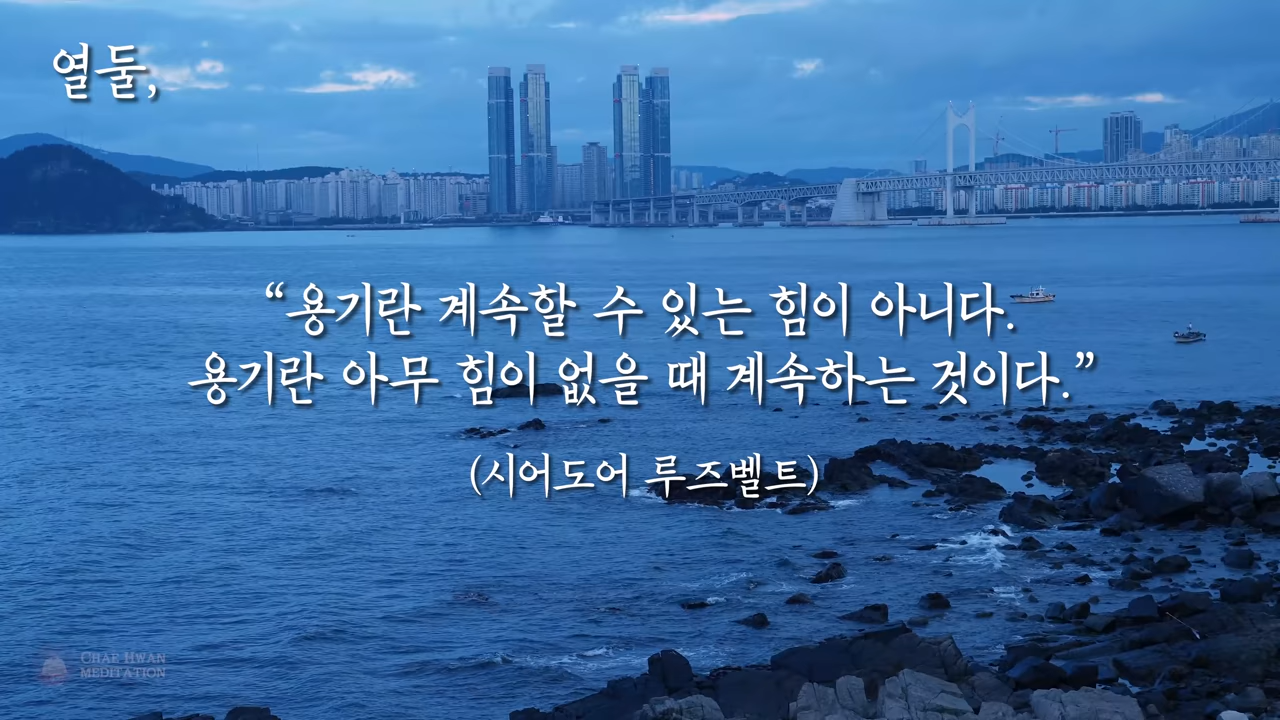 열둘,
“용기란 계속할 수 있는 힘이 아니다.
용기란 아무 힘이 없을 때 계속하는 것이다.”
(시어도어 루즈벨트)
CHAE HWAN
MEDITATION